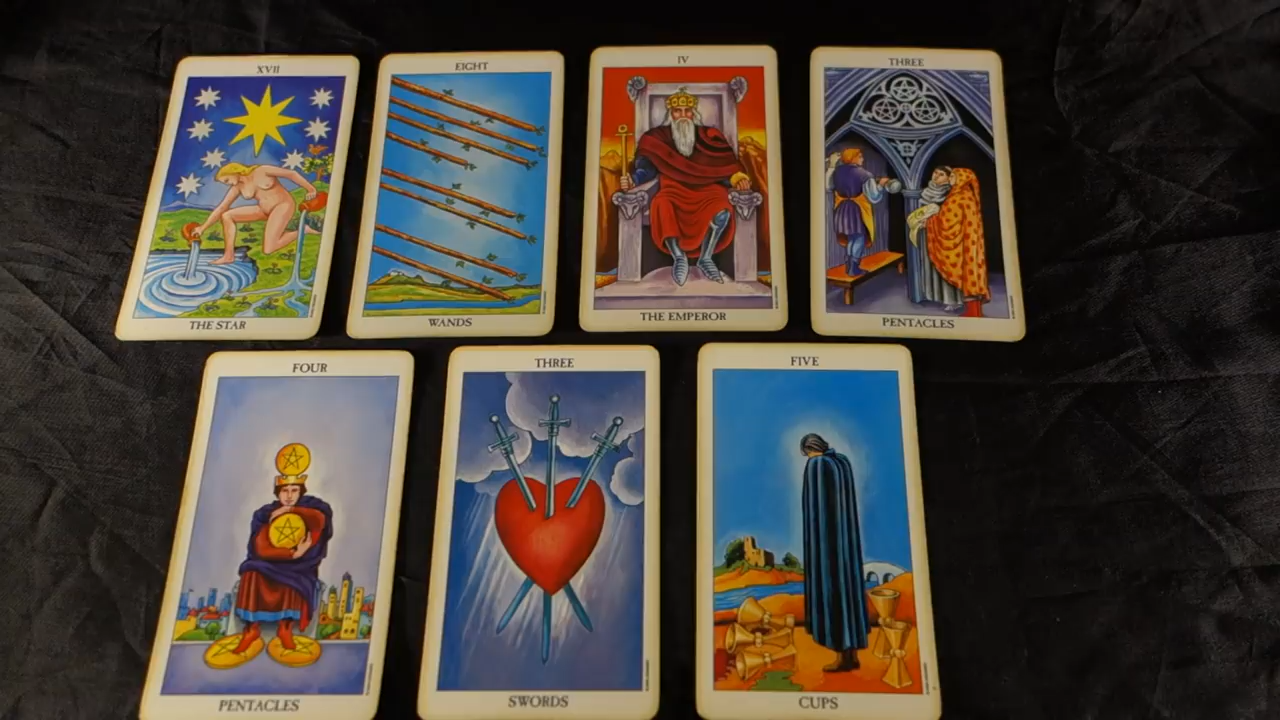 XVII
THE STAR
EIGHT
WANDS
IV
THE EMPEROR
THREE
PENTACLES
FOUR
PENTACLES
THREE
SWORDS
FIVE
CUPS